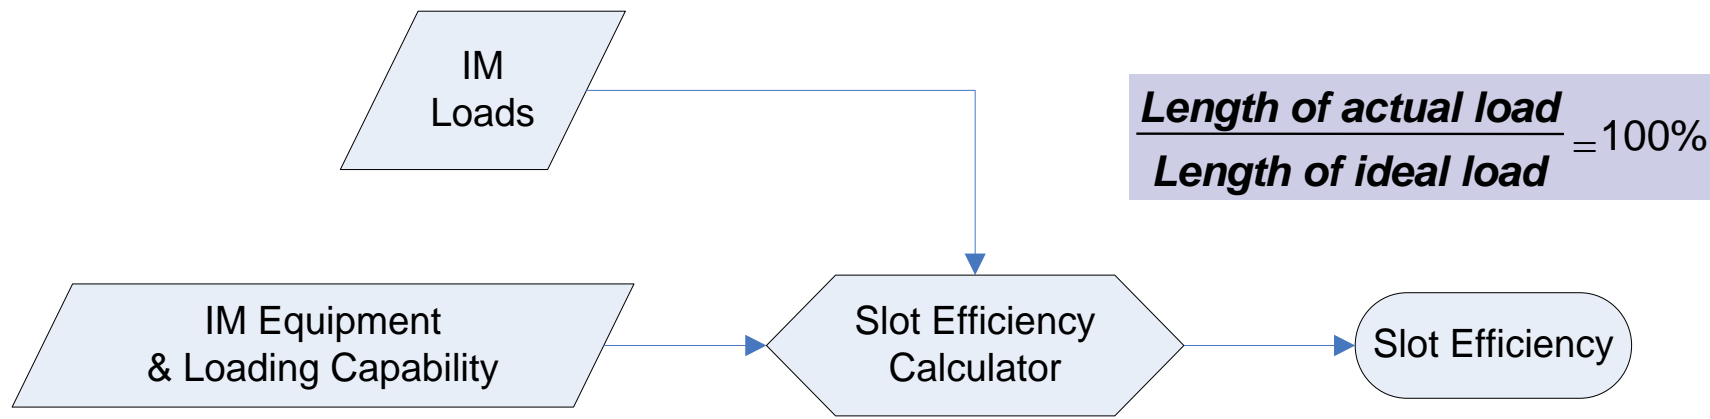 IM
Loads
Length of actual load
Length of ideal load
=100%
IM Equipment
& Loading Capability
Slot Efficiency
Calculator
Slot Efficiency